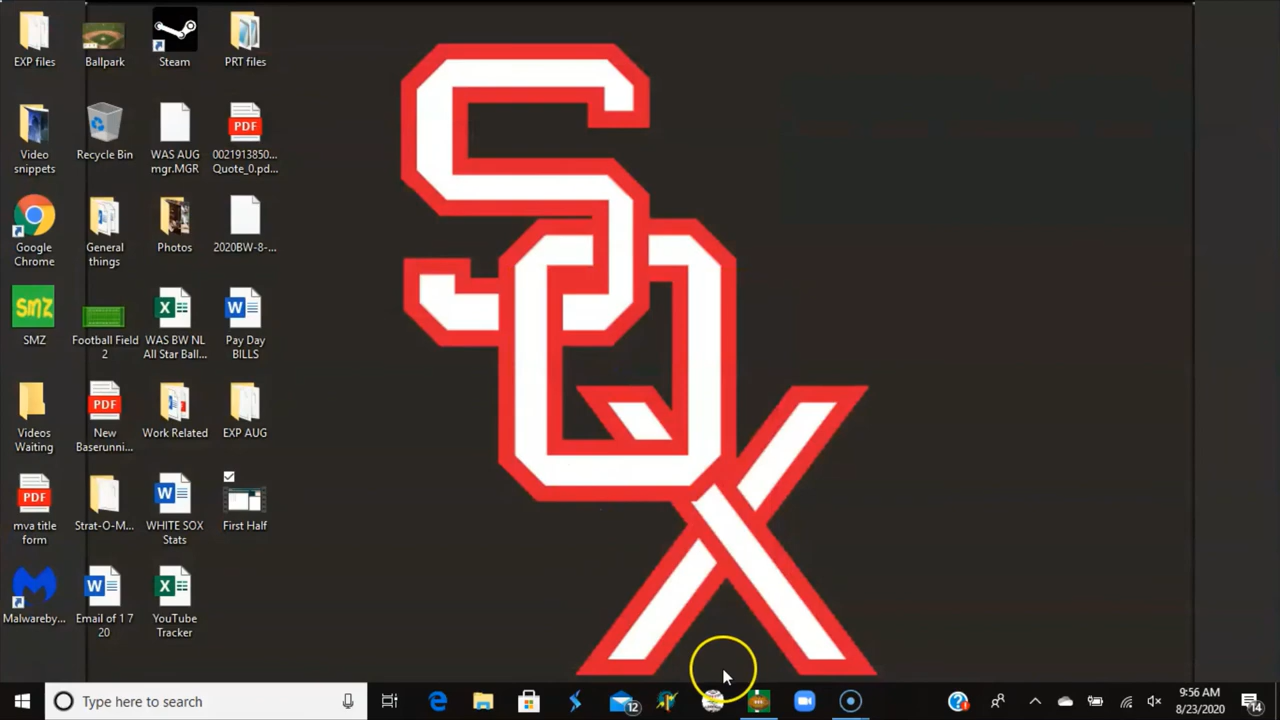 EXP files
Ballpark
Steam
PRT files
Video
snippets
Recycle Bin
WAS AUG
mgr.MGR
PDF
0021913850...
Quote_0.pd...
Google
Chrome
General
things
Photos
2020BW-8-...
SMZ
SMZ
Football Field
2
WAS BW NL
All Star Ball...
Pay Day
BILLS
Videos
Waiting
PDF
New
Baserunni...
Work Related
EXP AUG
PDF
mva title
form
Strat-O-M...
WHITE SOX
Stats
First Half
Malwareby...
Email of 1 7
20
YouTube
Tracker
SOX
Type here to search
12
9:56 AM
8/23/2020
14